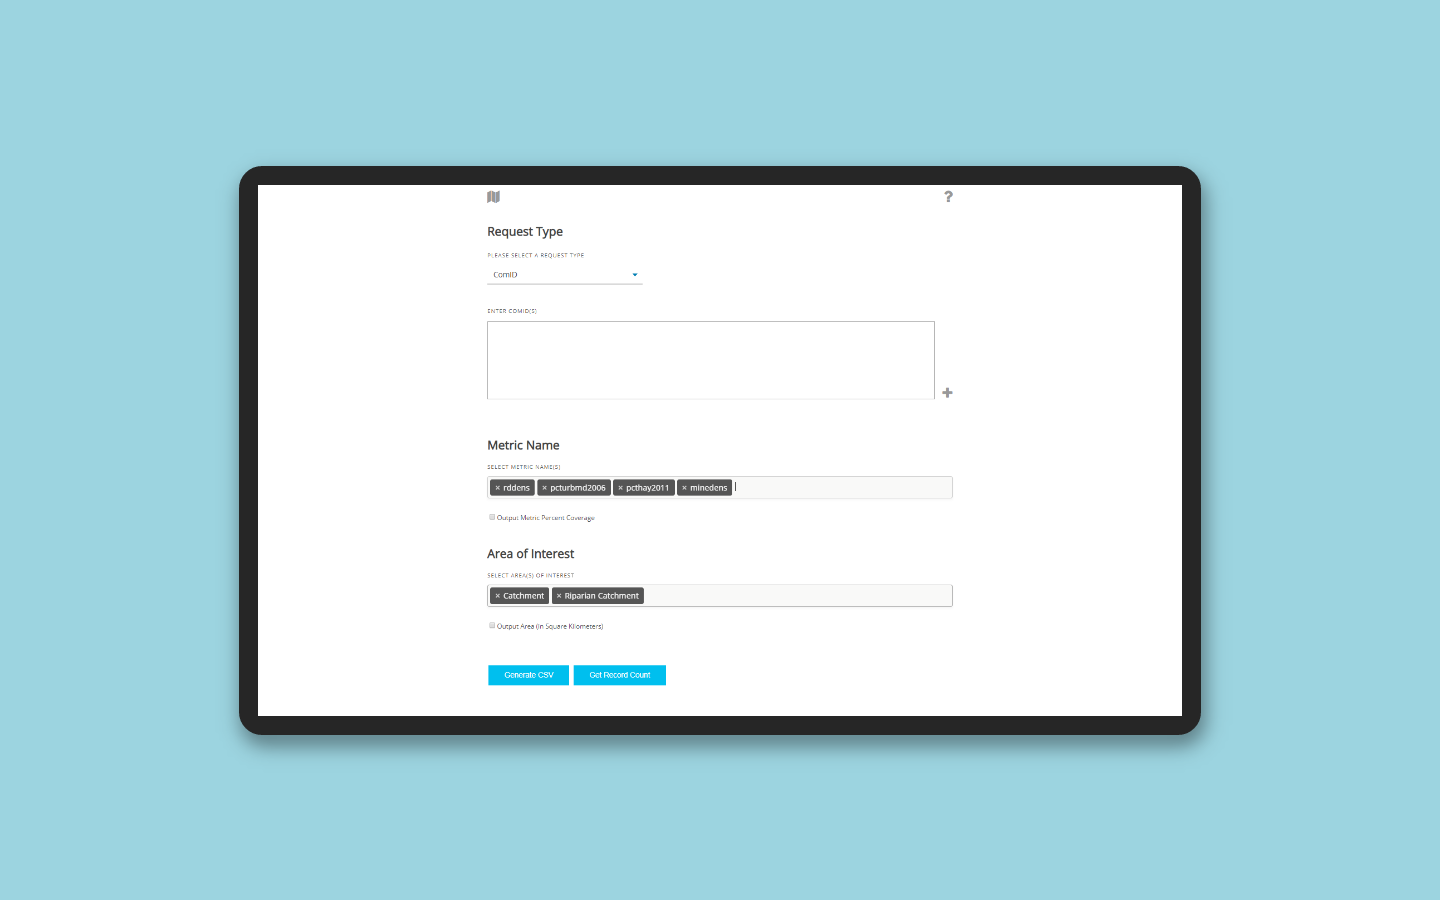 ?
Request Type
PLEASE SELECT A REQUEST TYPE
ComID
ENTER COMID(S)
Metric Name
SELECT METRIC NAME(S)
× rddens × pcturbmd2006 × pcthay2011 × minedens
Output Metric Percent Coverage
Area of Interest
SELECT AREA(S) OF INTEREST
× Catchment × Riparian Catchment
Output Area (in Square Kilometers)
Generate CSV Get Record Count